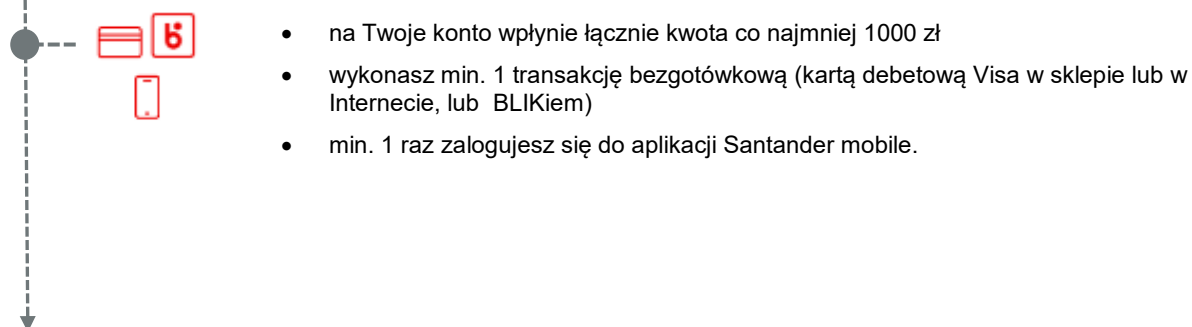 • na Twoje konto wpłynie łącznie kwota co najmniej 1000 zł
• wykonasz min. 1 transakcję bezgotówkową (kartą debetową Visa w sklepie lub w
Internecie, lub  BLIKiem)
• min. 1 raz zalogujesz się do aplikacji Santander mobile.